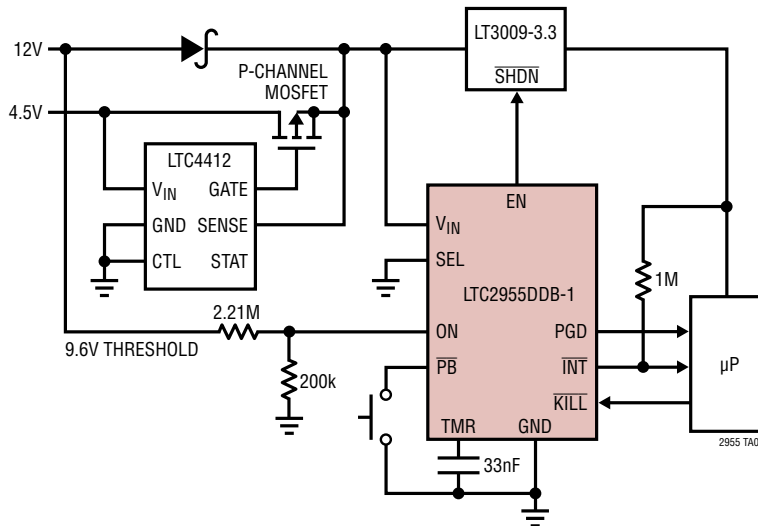 12V
LT3009-3.3
SHDN
P-CHANNEL
MOSFET
4.5V
LTC4412
VIN GATE
GND SENSE
CTL STAT
EN
VIN
SEL
LTC2955DDB-1
1M
2.21M
ON
PGD
9.6V THRESHOLD
PB
INT
µP
200k
KILL
TMR GND
33nF
2955 TA0